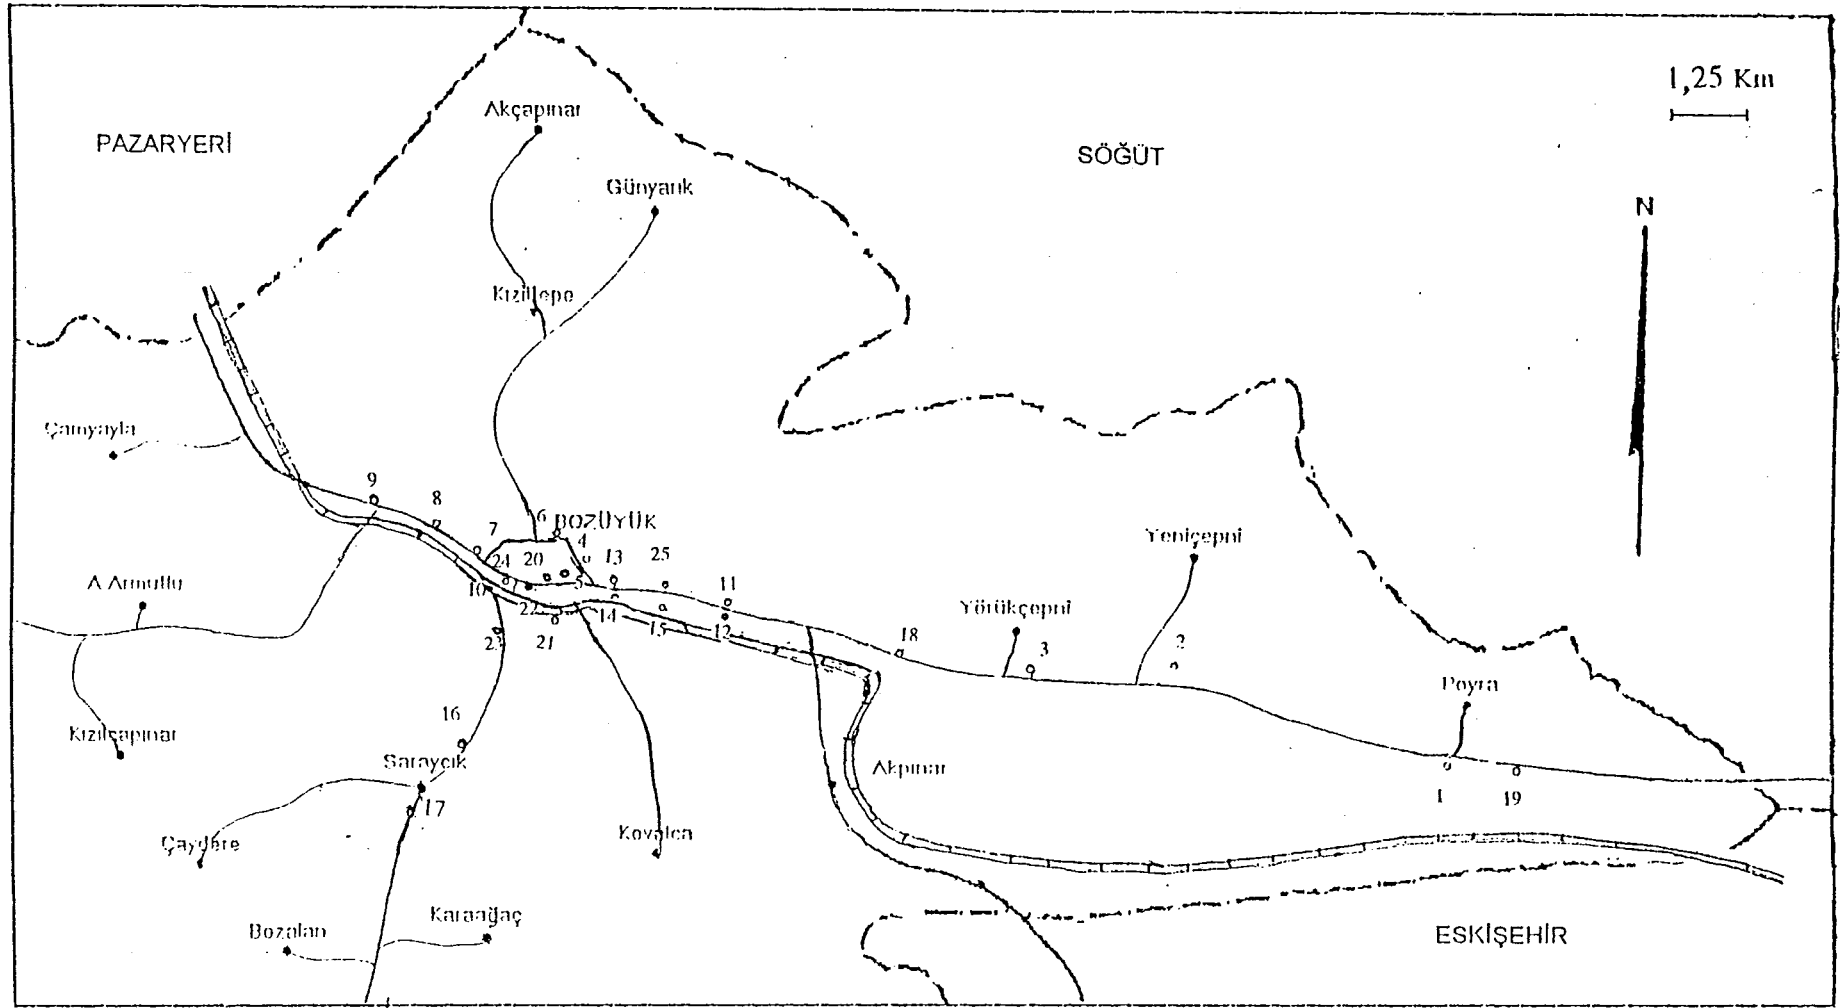 1,25 Km
PAZARYERİ
Akçapınar
SÖĞÜT
Günyarık
N
Kızıltepe
Çamyayla
9
8
7
6
BOZÜYÜK
4
24
20
13
25
5
11
10
22
14
21
15
12
23
A.Armutlu
Yeniçepni
Yörükçepni
18
3
2
Poyra
16
Kızılçapınar
Saraycık
17
Akpınar
1
19
Çaydere
Kovalca
Karaağaç
Bozalan
ESKİŞEHİR